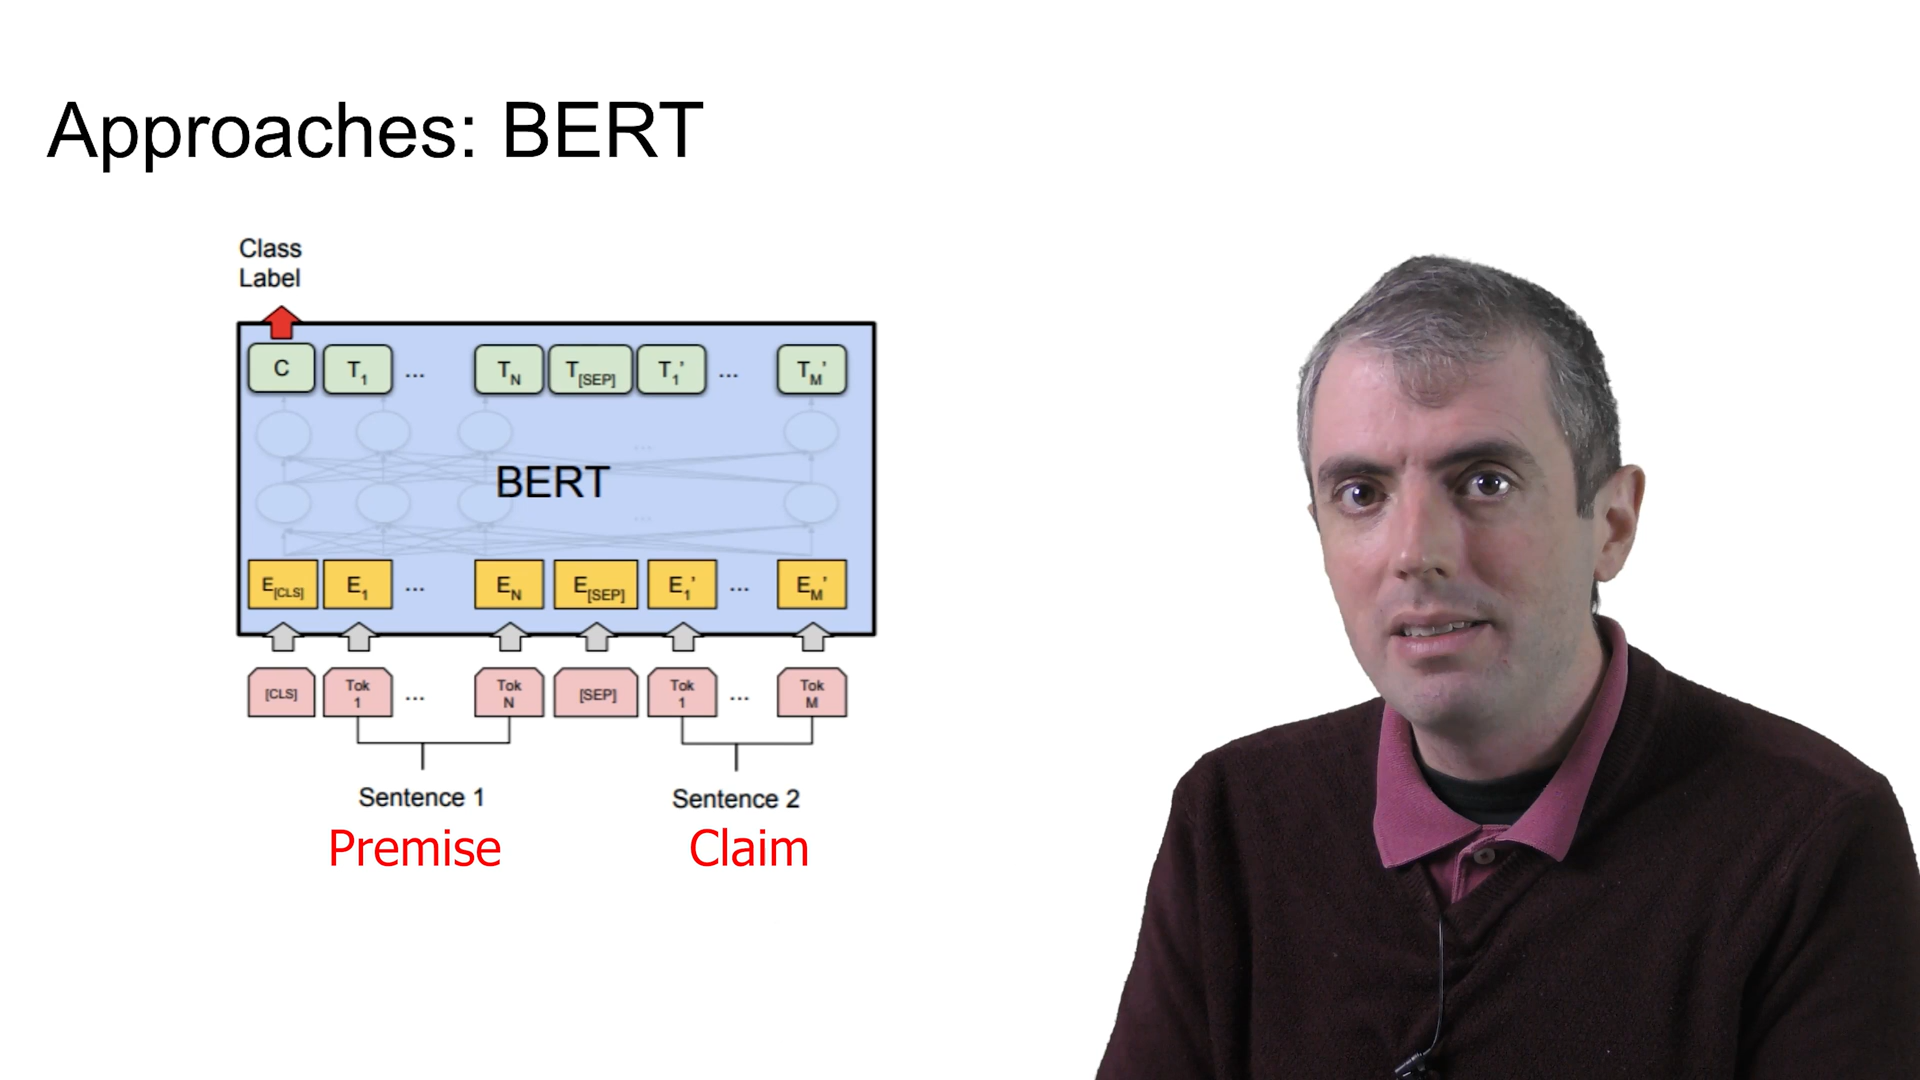 Approaches: BERT
Class
Label
C T1 ... TN T[SEP] T1' ... TM'
BERT
E[CLS] E1 ... EN E[SEP] E1' ... EM'
[CLS] Tok 1 ... Tok N [SEP] Tok 1 ... Tok M
Sentence 1 Sentence 2
Premise Claim